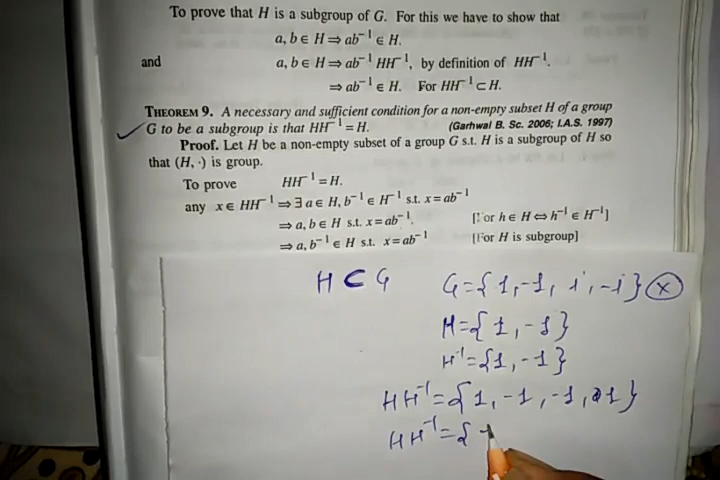 To prove that H is a subgroup of G. For this we have to show that
a, b ∈ H ⇒ ab⁻¹ ∈ H.
and a, b ∈ H ⇒ ab⁻¹ HH⁻¹, by definition of HH⁻¹.
⇒ ab⁻¹ ∈ H. For HH⁻¹ ⊂ H.
THEOREM 9. A necessary and sufficient condition for a non-empty subset H of a group
G to be a subgroup is that HH⁻¹ = H. (Garhwal B. Sc. 2006; I.A.S. 1997)
Proof. Let H be a non-empty subset of a group G s.t. H is a subgroup of H so
that (H, ·) is group.
To prove HH⁻¹ = H.
any x ∈ HH⁻¹ ⇒ ∃ a ∈ H, b⁻¹ ∈ H⁻¹ s.t. x = ab⁻¹
⇒ a, b ∈ H s.t. x = ab⁻¹. [For h ∈ H ⇔ h⁻¹ ∈ H⁻¹]
⇒ a, b⁻¹ ∈ H s.t. x = ab⁻¹ [For H is subgroup]
H ⊂ G G = {1, -1, i, -i} ⊗
H = {1, -1}
H⁻¹ = {1, -1}
HH⁻¹ = {1, -1, -1, 1}
HH⁻¹ = {